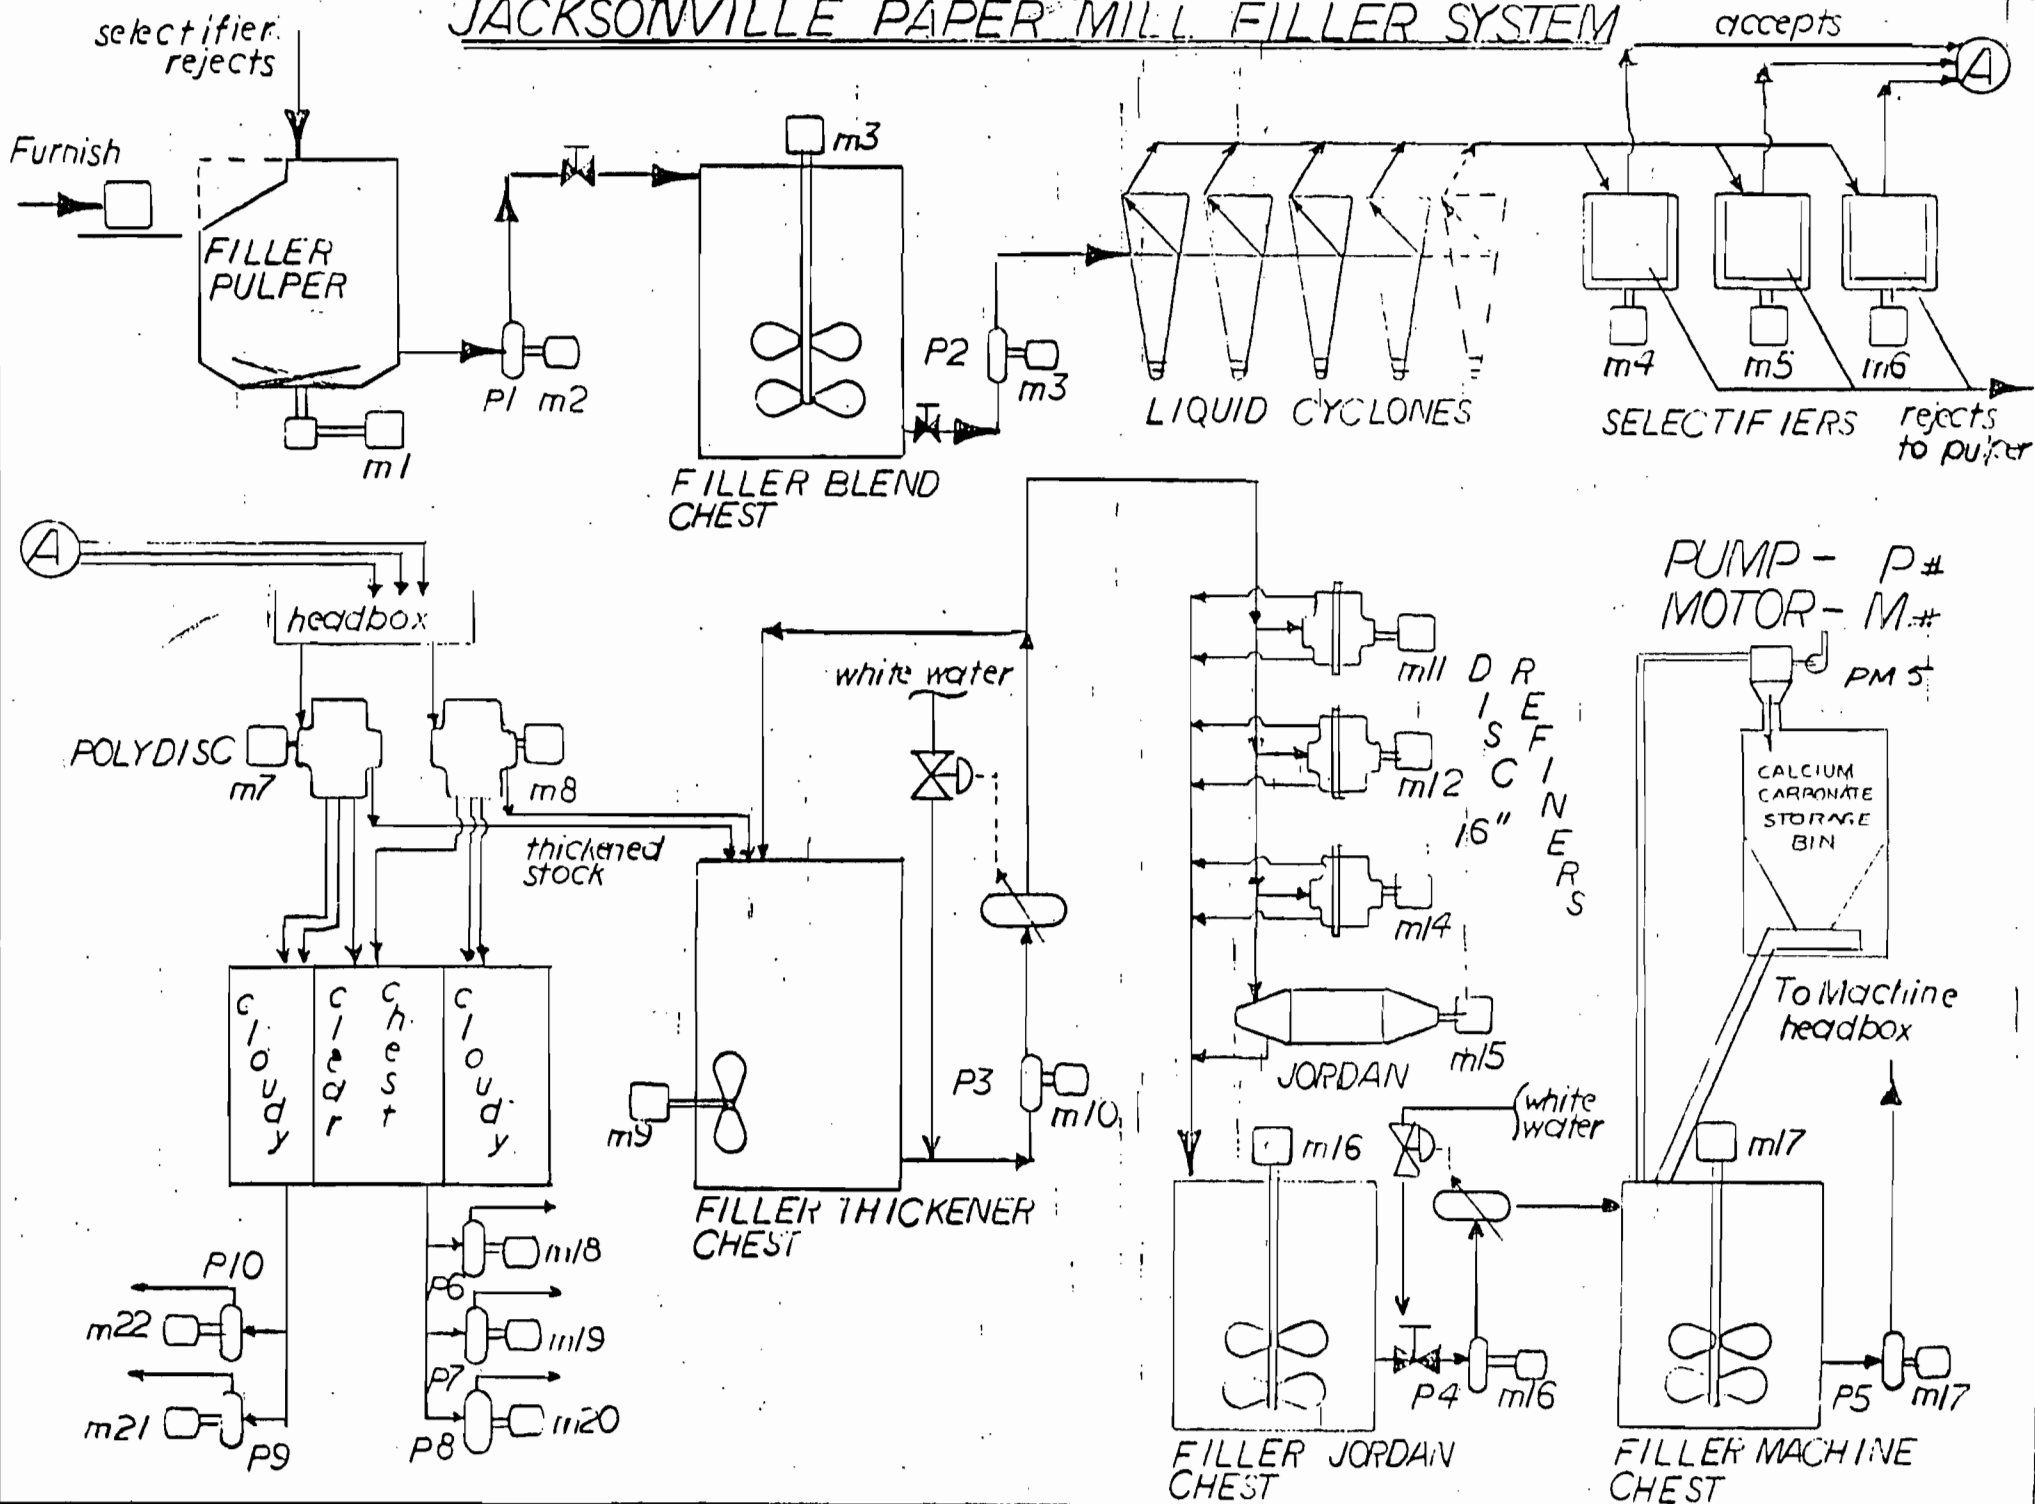 JACKSONVILLE PAPER MILL FILLER SYSTEM
selectifier
rejects
accepts
A
Furnish
m3
FILLER
PULPER
P1 m2
P2
m3
m1
FILLER BLEND
CHEST
LIQUID CYCLONES
m4
m5
m6
SELECTIFIERS
rejects
to pulper
A
headbox
PUMP - P#
MOTOR - M#
white water
m11
PM 5
POLYDISC
m7
m8
m12
DISC REFINERS
16"
CALCIUM
CARBONATE
STORAGE
BIN
thickened
stock
m14
cloudy
clear
chest
cloudy
To Machine
headbox
m9
P3
m10
JORDAN
m15
white
water
m16
m17
FILLER THICKENER
CHEST
P10
m18
P6
m22
m19
P7
m21
P9
P8
m20
P4
m16
P5
m17
FILLER JORDAN
CHEST
FILLER MACHINE
CHEST